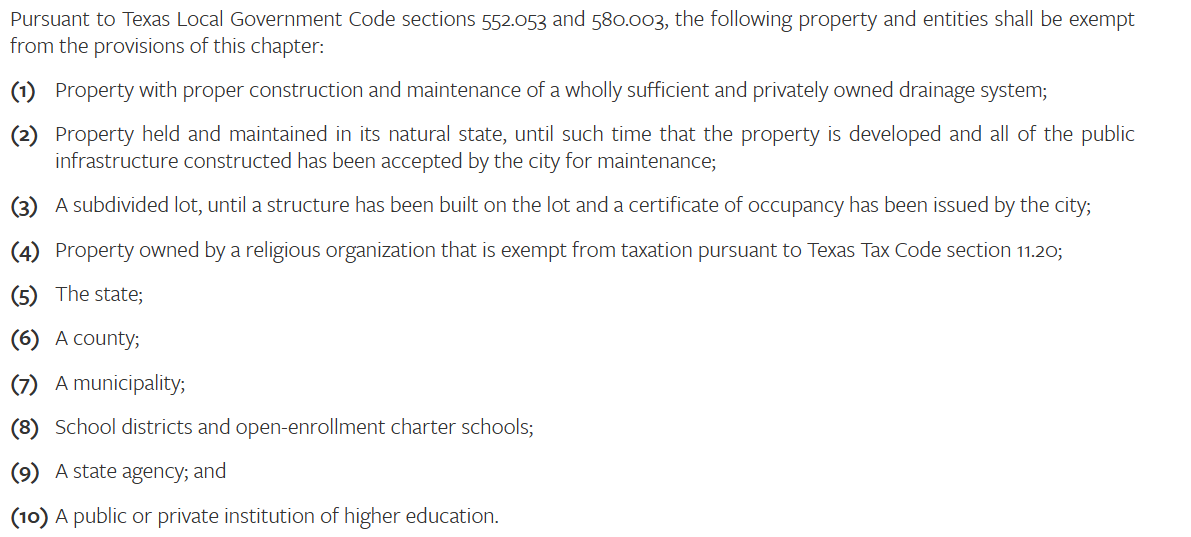 Pursuant to Texas Local Government Code sections 552.053 and 580.003, the following property and entities shall be exempt
from the provisions of this chapter:
(1) Property with proper construction and maintenance of a wholly sufficient and privately owned drainage system;
(2) Property held and maintained in its natural state, until such time that the property is developed and all of the public
infrastructure constructed has been accepted by the city for maintenance;
(3) A subdivided lot, until a structure has been built on the lot and a certificate of occupancy has been issued by the city;
(4) Property owned by a religious organization that is exempt from taxation pursuant to Texas Tax Code section 11.20;
(5) The state;
(6) A county;
(7) A municipality;
(8) School districts and open-enrollment charter schools;
(9) A state agency; and
(10) A public or private institution of higher education.